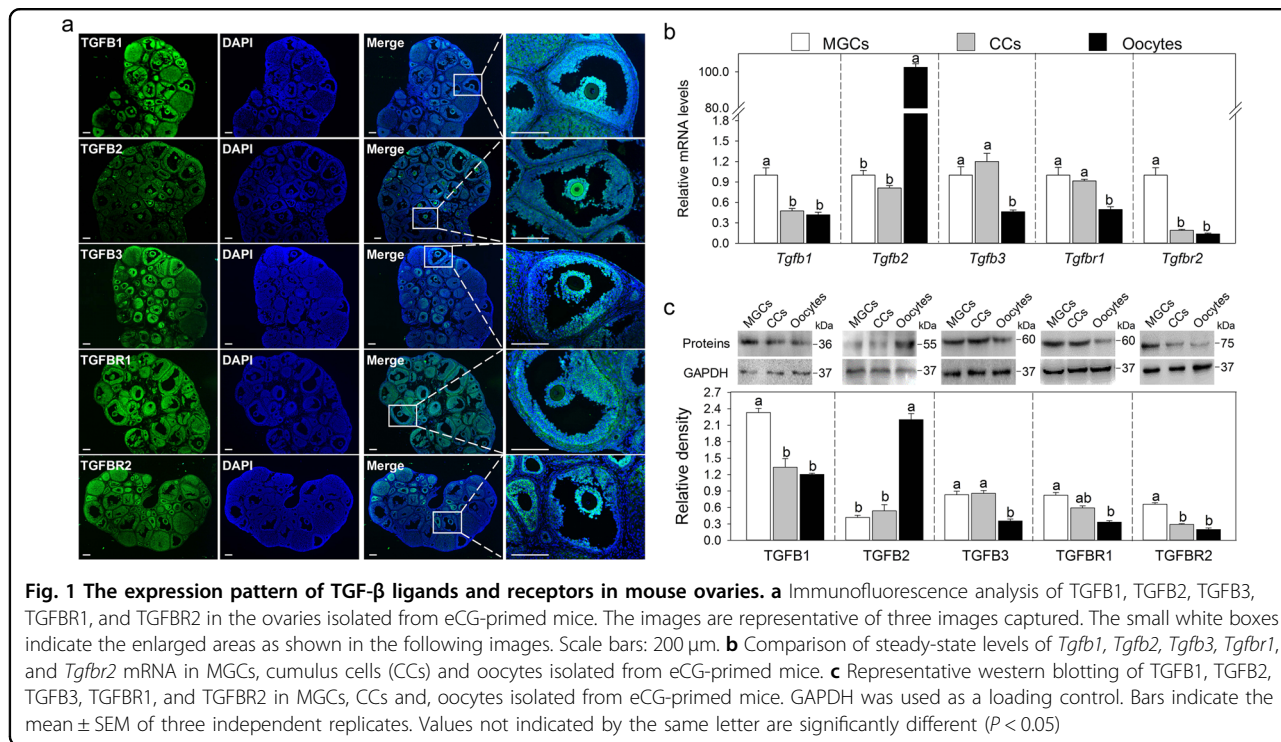 a
TGFB1 DAPI Merge
TGFB2 DAPI Merge
TGFB3 DAPI Merge
TGFBR1 DAPI Merge
TGFBR2 DAPI Merge
b
MGCs CCs Oocytes
Relative mRNA levels
100.0
80.0
1.8
1.5
1.2
0.9
0.6
0.3
0.0
a b b b b a a a b a a b a b b
Tgfb1 Tgfb2 Tgfb3 Tgfbr1 Tgfbr2
c
MGCs CCs Oocytes kDa MGCs CCs Oocytes kDa MGCs CCs Oocytes kDa MGCs CCs Oocytes kDa MGCs CCs Oocytes kDa
Proteins -36 -55 -60 -60 -75
GAPDH -37 -37 -37 -37 -37
Relative density
2.7
2.4
2.1
1.8
1.5
1.2
0.9
0.6
0.3
0.0
a b b b b a a a b a ab b a b b
TGFB1 TGFB2 TGFB3 TGFBR1 TGFBR2
Fig. 1 The expression pattern of TGF-β ligands and receptors in mouse ovaries. a Immunofluorescence analysis of TGFB1, TGFB2, TGFB3,
TGFBR1, and TGFBR2 in the ovaries isolated from eCG-primed mice. The images are representative of three images captured. The small white boxes
indicate the enlarged areas as shown in the following images. Scale bars: 200 μm. b Comparison of steady-state levels of Tgfb1, Tgfb2, Tgfb3, Tgfbr1,
and Tgfbr2 mRNA in MGCs, cumulus cells (CCs) and oocytes isolated from eCG-primed mice. c Representative western blotting of TGFB1, TGFB2,
TGFB3, TGFBR1, and TGFBR2 in MGCs, CCs and, oocytes isolated from eCG-primed mice. GAPDH was used as a loading control. Bars indicate the
mean ± SEM of three independent replicates. Values not indicated by the same letter are significantly different (P < 0.05)